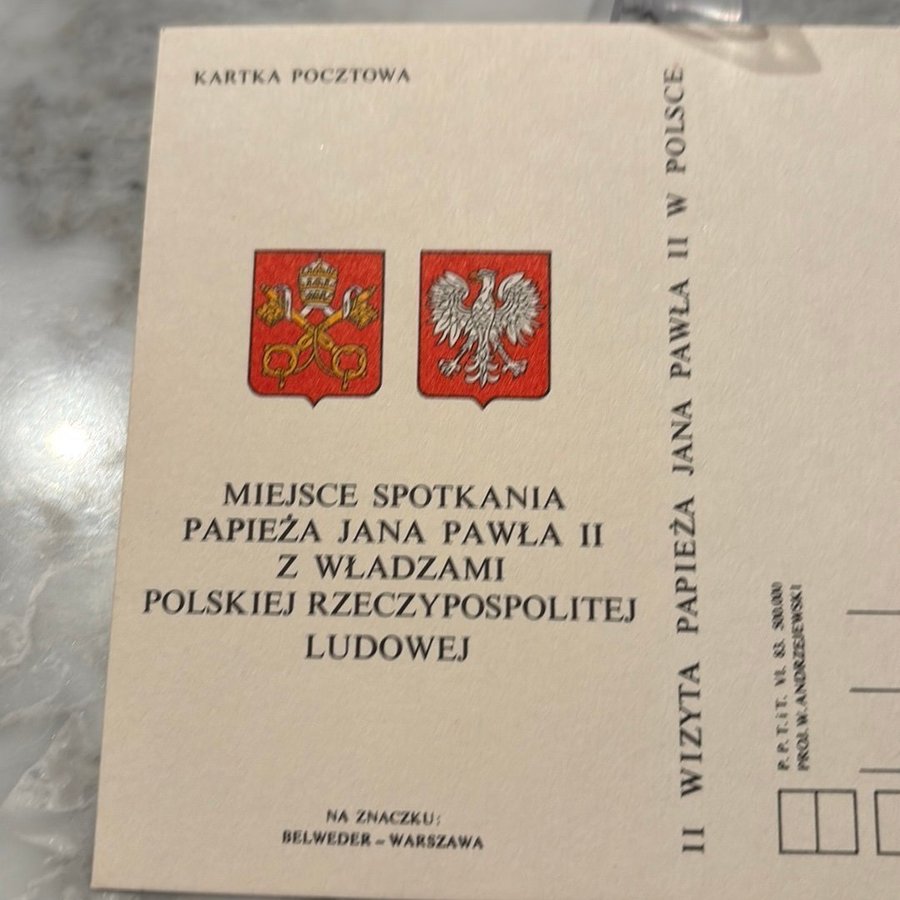 KARTKA POCZTOWA
MIEJSCE SPOTKANIA
PAPIEŻA JANA PAWŁA II
Z WŁADZAMI
POLSKIEJ RZECZYPOSPOLITEJ
LUDOWEJ
NA ZNACZKU:
BELWEDER – WARSZAWA
II WIZYTA PAPIEŻA JANA PAWŁA II W POLSCE
P. P. T. i T. VI. 83. 500.000
PROJ. W. ANDRZEJEWSKI